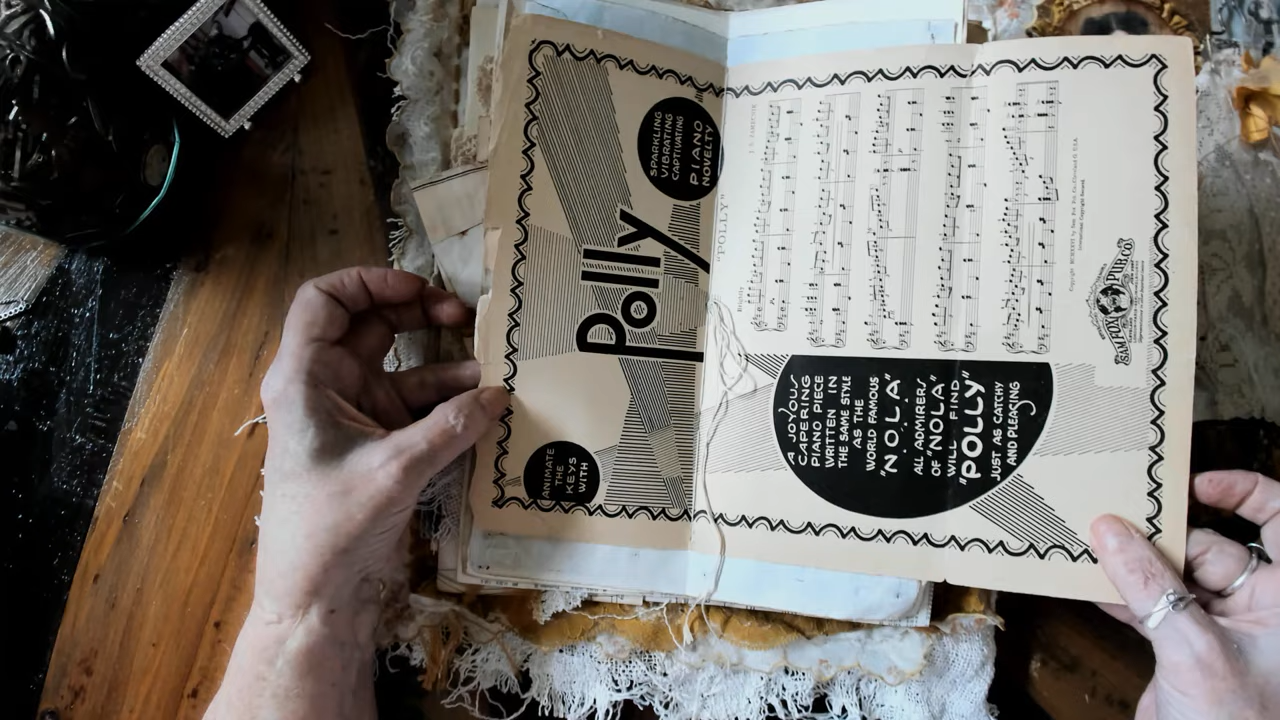 ANIMATE
THE
KEYS
WITH
Polly
SPARKLING
VIBRATING
CAPTIVATING
PIANO
NOVELTY
"POLLY"
A JOYOUS
CAPERING
PIANO PIECE
WRITTEN IN
THE SAME STYLE
AS THE
WORLD FAMOUS
"NOLA"
ALL ADMIRERS
OF "NOLA"
WILL FIND
"POLLY"
JUST AS CATCHY
AND PLEASING
SAM FOX PUB. CO.